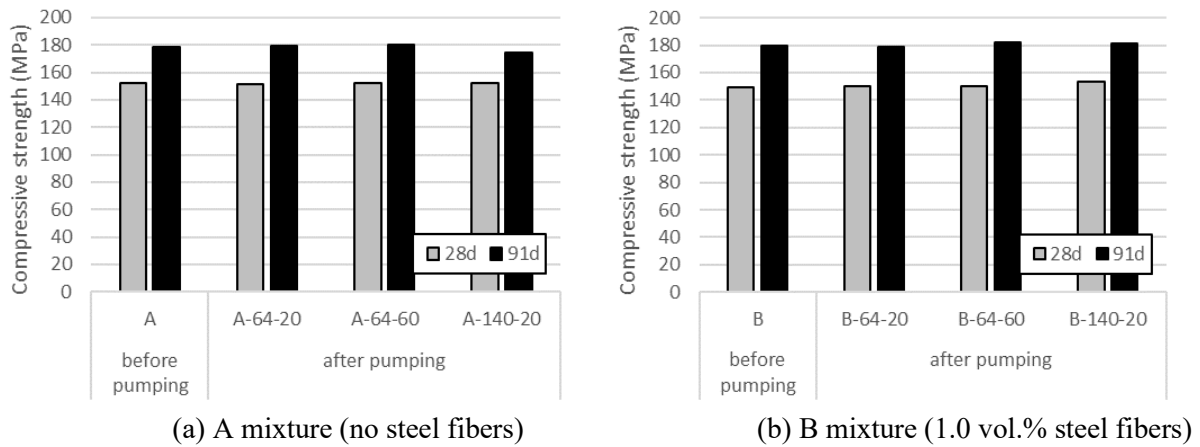 Compressive strength (MPa)
200
180
160
140
120
100
80
60
40
20
0
28d 91d
A A-64-20 A-64-60 A-140-20
before
pumping
after pumping
(a) A mixture (no steel fibers)
Compressive strength (MPa)
200
180
160
140
120
100
80
60
40
20
0
28d 91d
B B-64-20 B-64-60 B-140-20
before
pumping
after pumping
(b) B mixture (1.0 vol.% steel fibers)